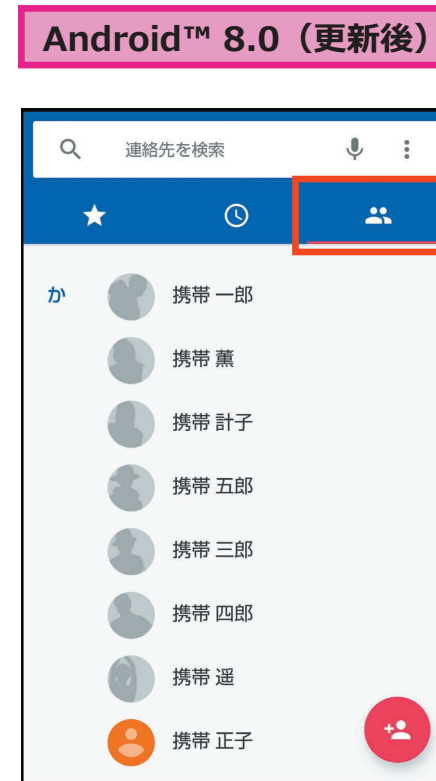 Android™ 8.0（更新後）
連絡先を検索
か
携帯 一郎
携帯 薫
携帯 計子
携帯 五郎
携帯 三郎
携帯 四郎
携帯 遥
携帯 正子